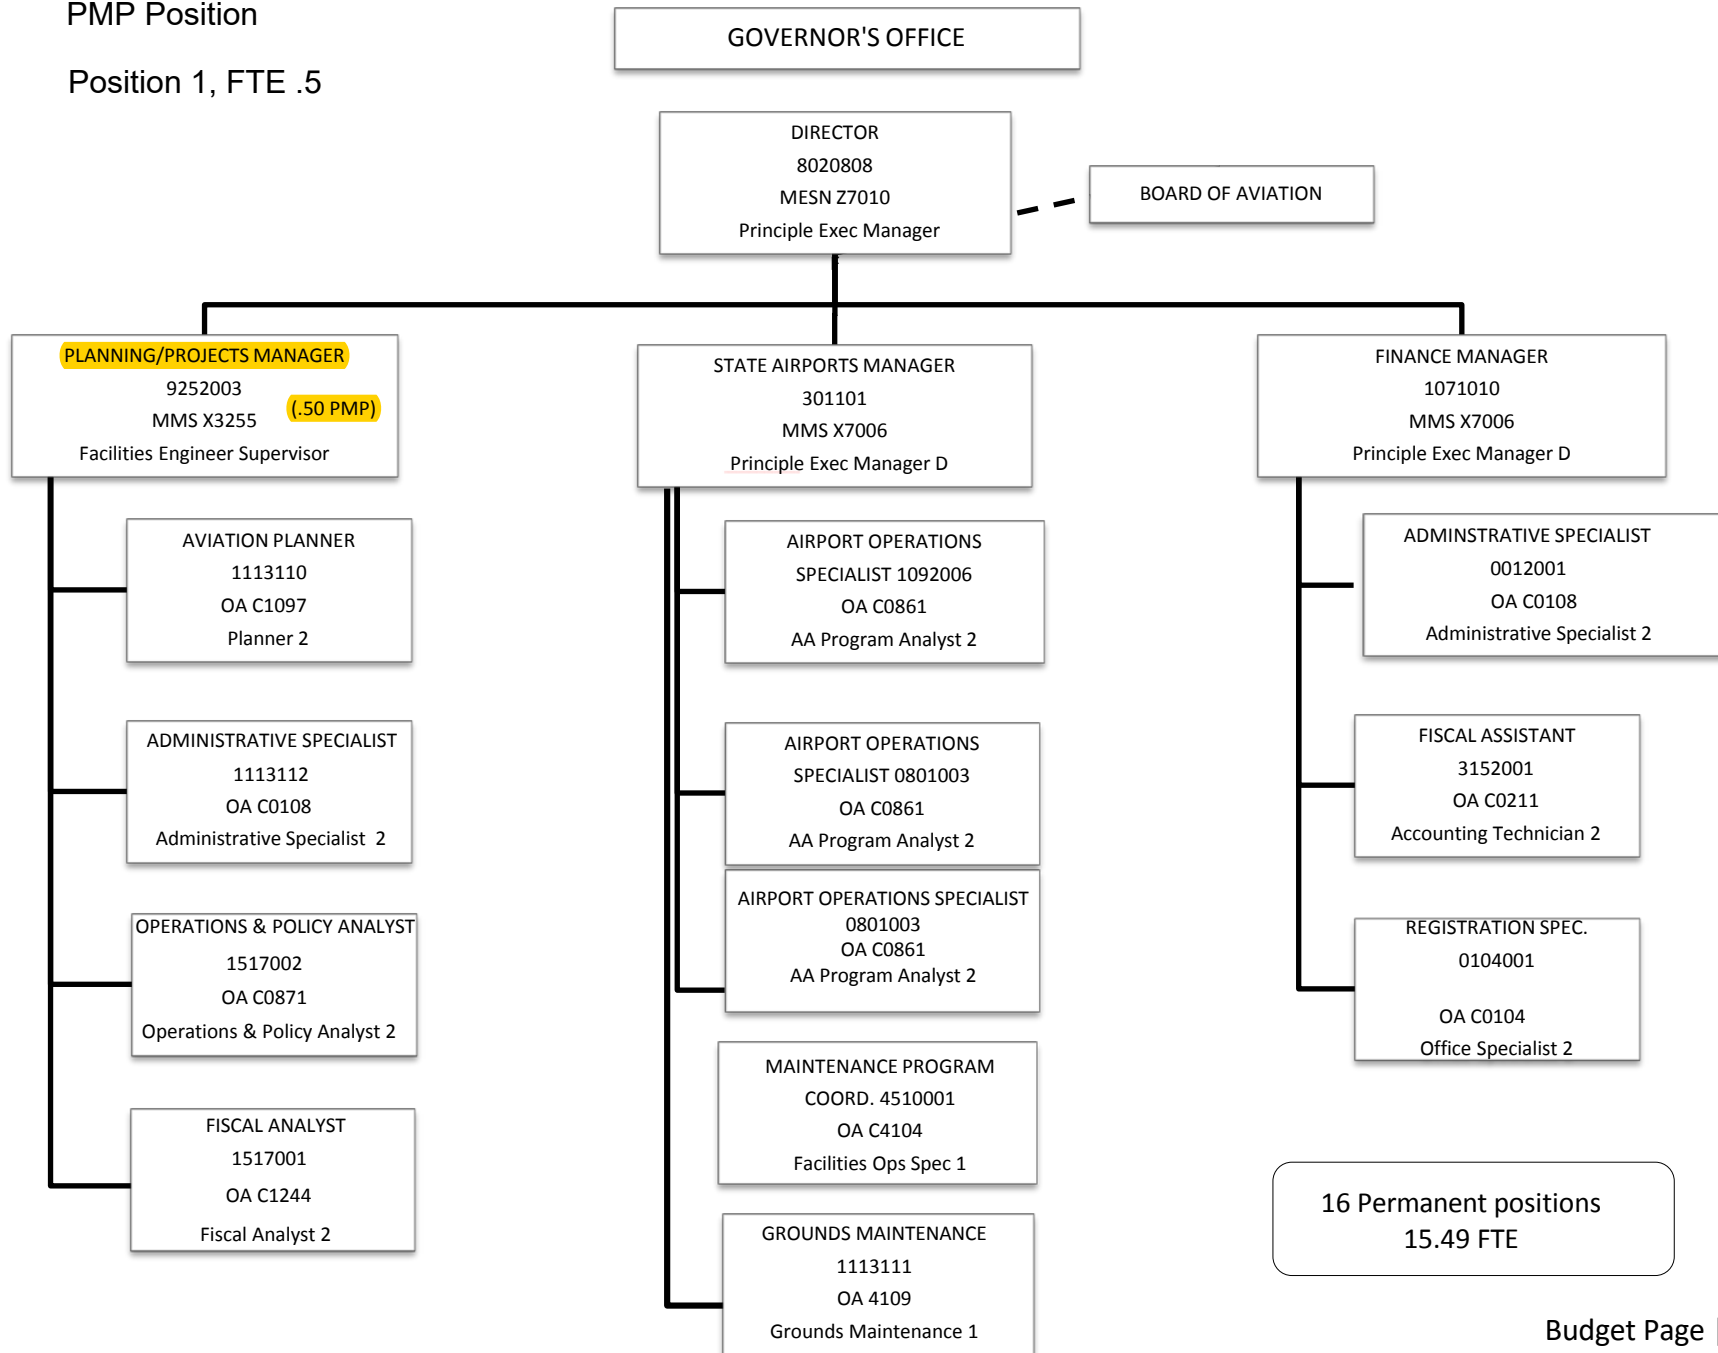 PMP Position
Position 1, FTE .5
GOVERNOR'S OFFICE
DIRECTOR
8020808
MESN Z7010
Principle Exec Manager
BOARD OF AVIATION
PLANNING/PROJECTS MANAGER
9252003
MMS X3255
(.50 PMP)
Facilities Engineer Supervisor
STATE AIRPORTS MANAGER
301101
MMS X7006
Principle Exec Manager D
FINANCE MANAGER
1071010
MMS X7006
Principle Exec Manager D
AVIATION PLANNER
1113110
OA C1097
Planner 2
ADMINISTRATIVE SPECIALIST
1113112
OA C0108
Administrative Specialist 2
OPERATIONS & POLICY ANALYST
1517002
OA C0871
Operations & Policy Analyst 2
FISCAL ANALYST
1517001
OA C1244
Fiscal Analyst 2
AIRPORT OPERATIONS
SPECIALIST 1092006
OA C0861
AA Program Analyst 2
AIRPORT OPERATIONS
SPECIALIST 0801003
OA C0861
AA Program Analyst 2
AIRPORT OPERATIONS SPECIALIST
0801003
OA C0861
AA Program Analyst 2
MAINTENANCE PROGRAM
COORD. 4510001
OA C4104
Facilities Ops Spec 1
GROUNDS MAINTENANCE
1113111
OA 4109
Grounds Maintenance 1
ADMINSTRATIVE SPECIALIST
0012001
OA C0108
Administrative Specialist 2
FISCAL ASSISTANT
3152001
OA C0211
Accounting Technician 2
REGISTRATION SPEC.
0104001
OA C0104
Office Specialist 2
16 Permanent positions
15.49 FTE
Budget Page |